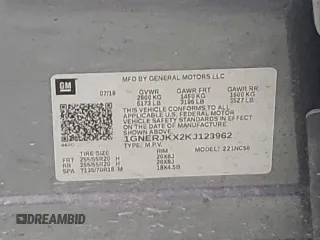 GM
MFD BY GENERAL MOTORS LLC
07/18 GVWR GAWR FRT GAWR RR
2800 KG 1450 KG 1600 KG
6173 LB 3196 LB 3527 LB
THIS VEHICLE CONFORMS TO ALL
APPLICABLE U.S. FEDERAL MOTOR
VEHICLE SAFETY STANDARDS IN
EFFECT ON THE DATE OF
MANUFACTURE SHOWN ABOVE.
1GNERJKX2KJ123962
TYPE: M.P.V. MODEL: 221NC56
TIRE SIZE RIM
FRT 255/55R20 H 20X8J
RR 255/55R20 H 20X8J
SPA T135/70R18 M 18X4.5B
DREAMBID